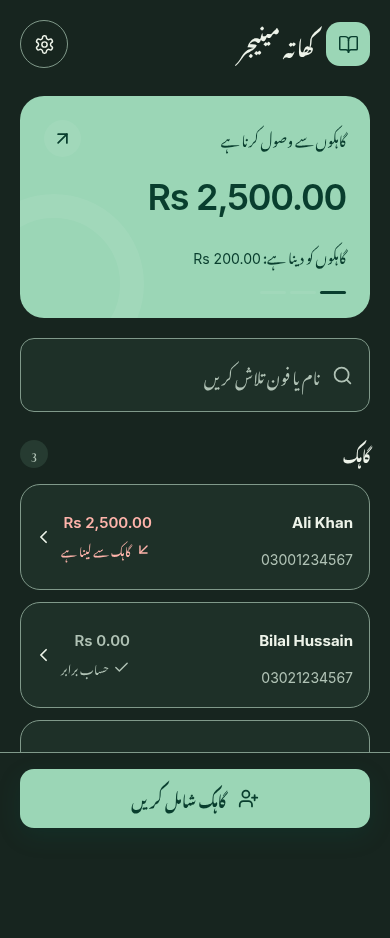 کھاتہ مینیجر
گاہکوں سے وصول کرنا ہے
Rs 2,500.00
گاہکوں کو دینا ہے: Rs 200.00
نام یا فون تلاش کریں
گاہک
3
Ali Khan
Rs 2,500.00
03001234567
گاہک سے لینا ہے
Bilal Hussain
Rs 0.00
03021234567
حساب برابر
گاہک شامل کریں